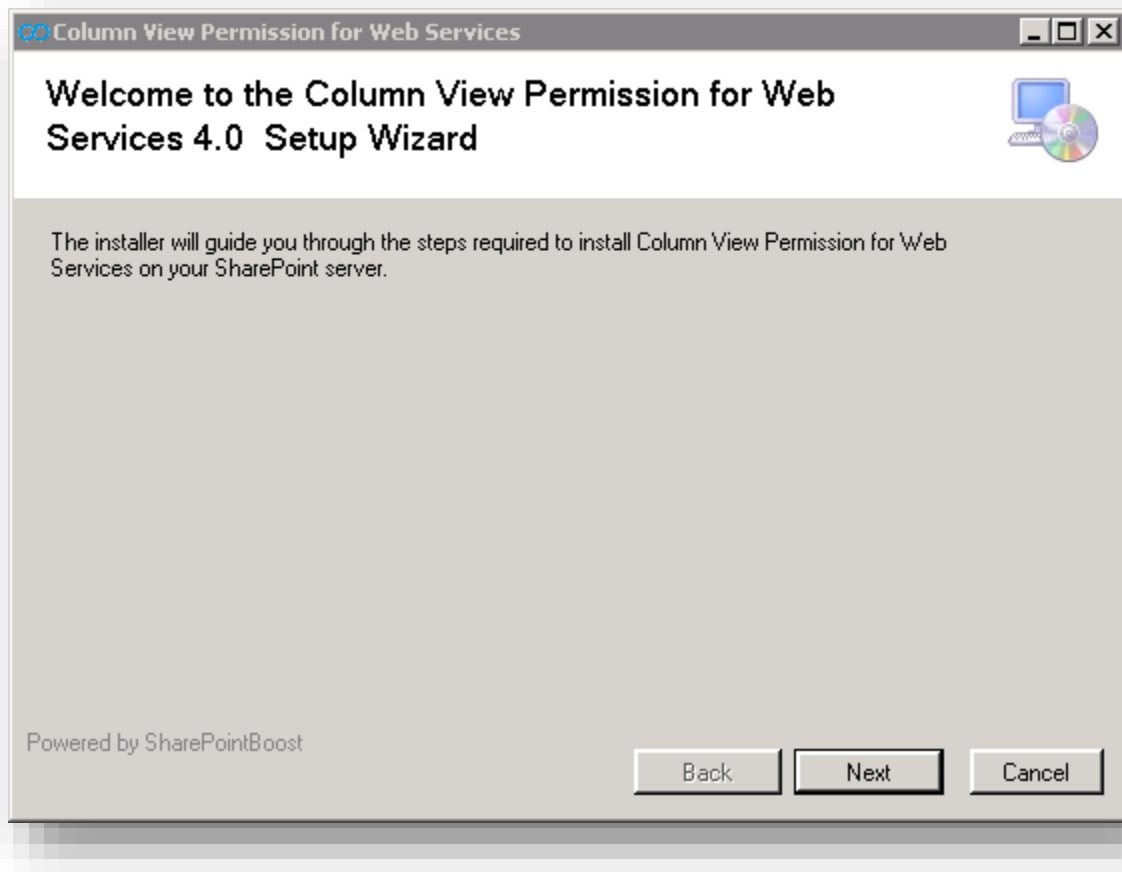 Column View Permission for Web Services
Welcome to the Column View Permission for Web
Services 4.0 Setup Wizard
The installer will guide you through the steps required to install Column View Permission for Web
Services on your SharePoint server.
Powered by SharePointBoost
Back
Next
Cancel